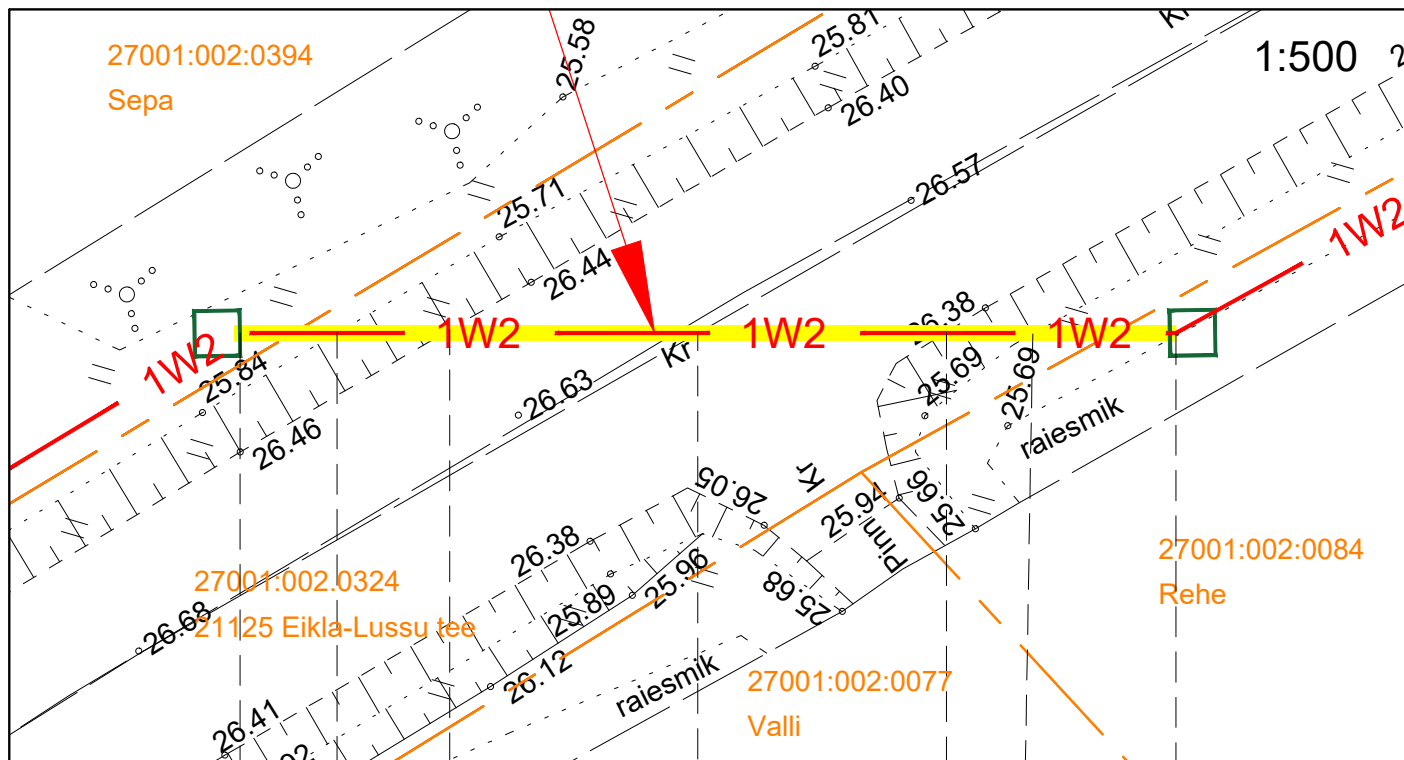 27001:002:0394
Sepa
25.58
25.81
26.40
Kr
1:500
25.71
26.44
26.57
1W2
26.38
1W2
1W2
1W2
1W2
25.84
26.46
26.63
Kr
25.69
25.69
raiesmik
26.05
Kr
25.94
Pinn
25.66
26.38
25.89
25.96
25.68
27001:002:0084
Rehe
27001:002.0324
21125 Eikla-Lussu tee
26.68
26.12
raiesmik
27001:002:0077
Valli
26.41